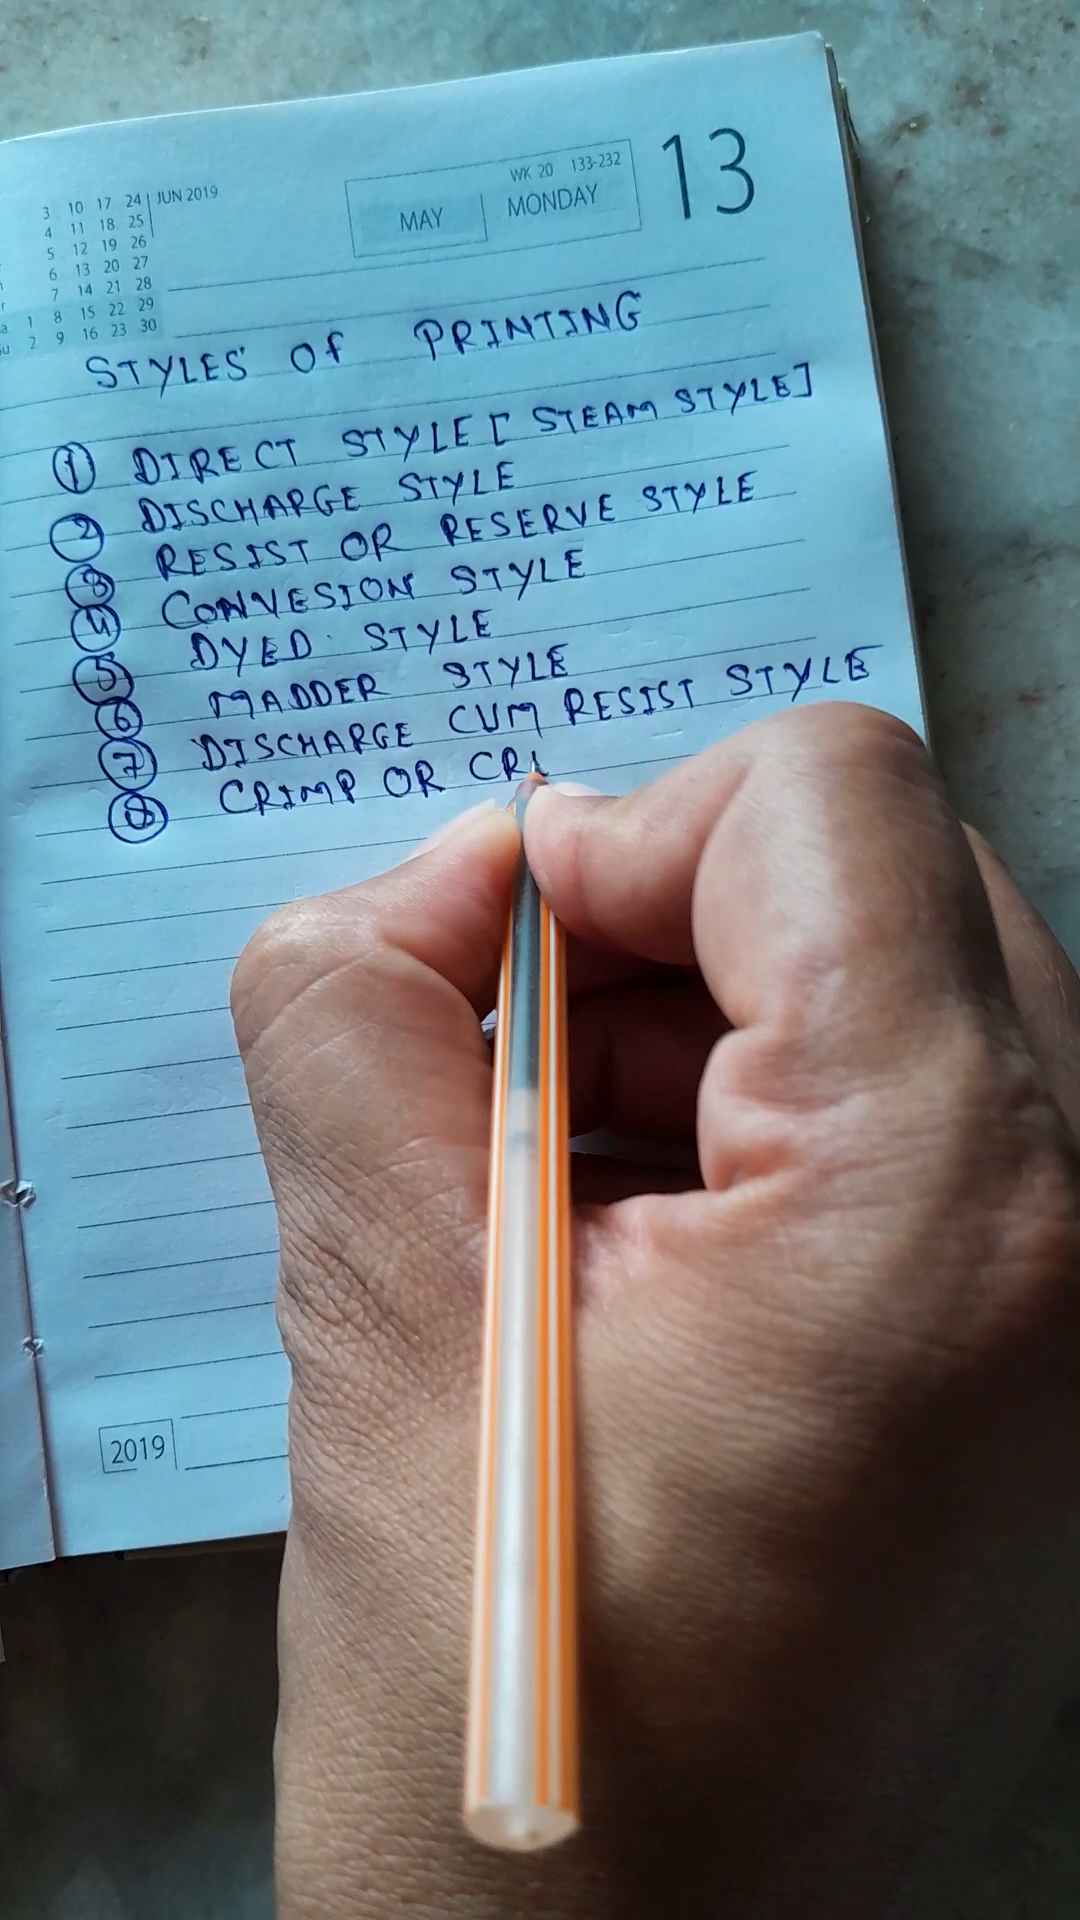 3 10 17 24 JUN 2019
4 11 18 25
5 12 19 26
6 13 20 27
7 14 21 28
a 1 8 15 22 29
u 2 9 16 23 30
WK 20 133-232
MAY MONDAY 13
STYLES OF PRINTING
1 DIRECT STYLE [STEAM STYLE]
2 DISCHARGE STYLE
3 RESIST OR RESERVE STYLE
4 CONVESION STYLE
5 DYED STYLE
6 MADDER STYLE
7 DISCHARGE CUM RESIST STYLE
8 CRIMP OR CRI
2019